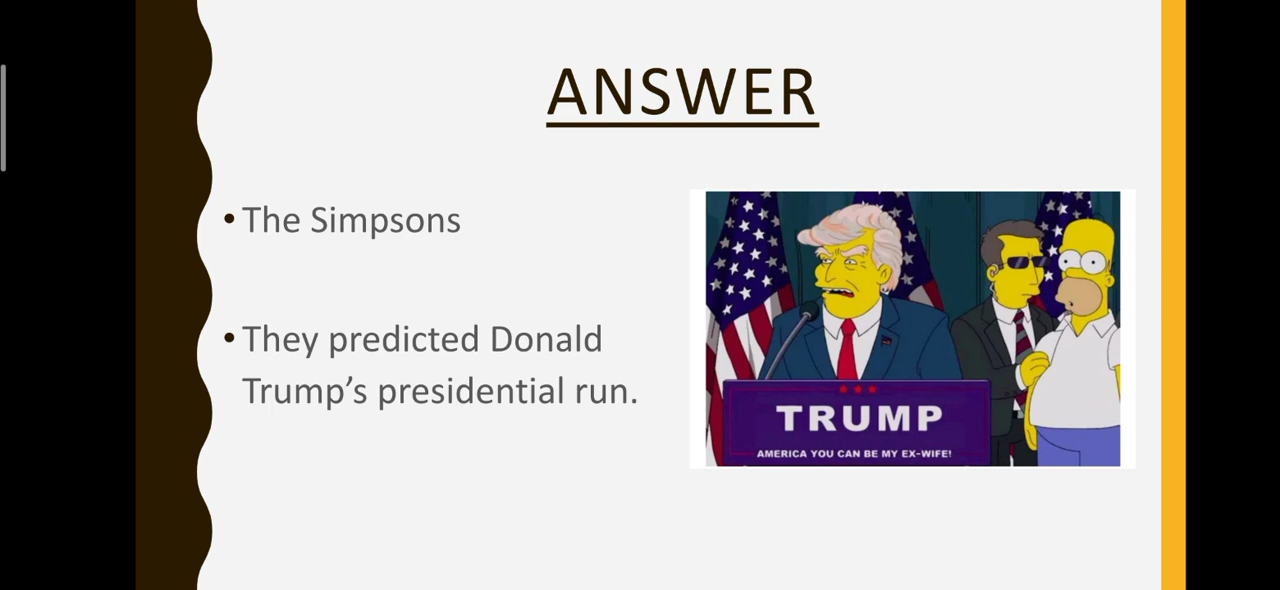 ANSWER
• The Simpsons
• They predicted Donald
Trump’s presidential run.
TRUMP
AMERICA YOU CAN BE MY EX-WIFE!